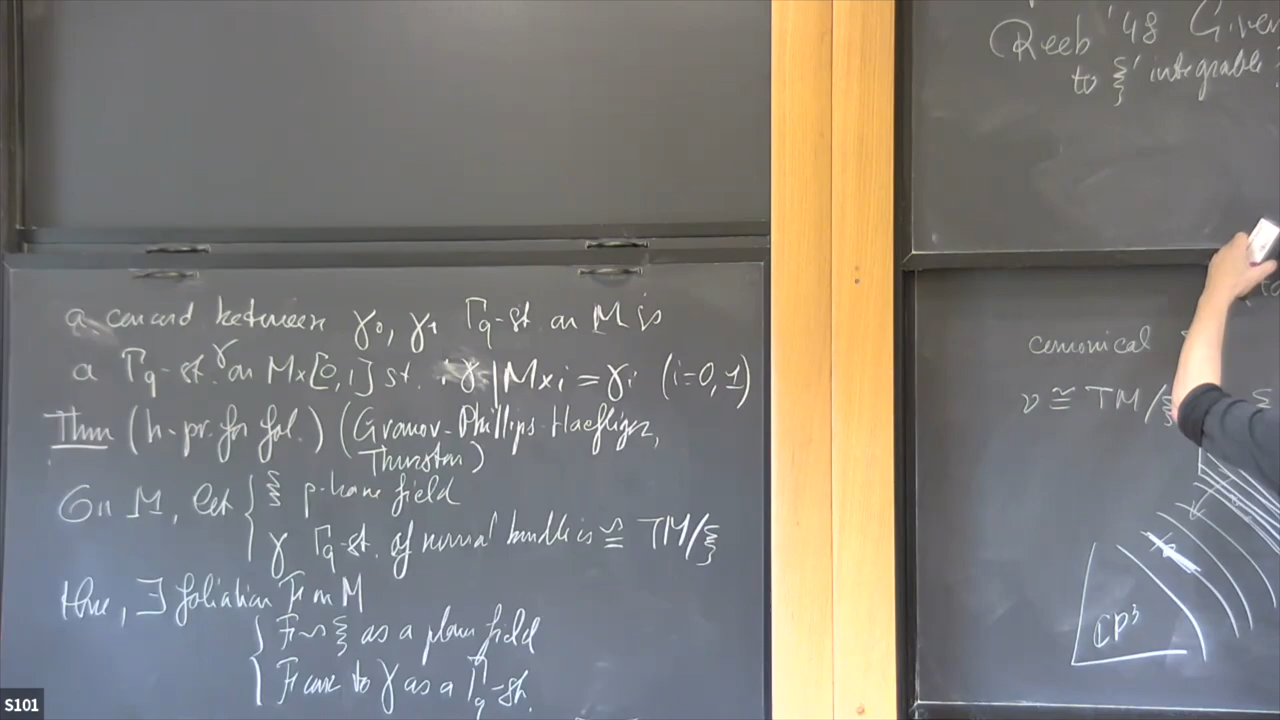 a concord between γ₀, γ₁ Γq-st on M is
a Γq-st. γ on M×[0,1] st. γ|M×i = γi (i=0,1)
Thm (h-pr. for fol.) (Gromov-Phillips-Haefliger,
Thurston)
On M, let { ξ p-plane field
γ Γq-st. of normal bundle is ≅ TM/ξ
then, ∃ foliation F on M
{ F ~ ξ as a plane field
F conc to γ as a Γq-st.
Reeb '48 Given
to ξ' integrable
canonical
ν ≅ TM/ξ
CP³
S101